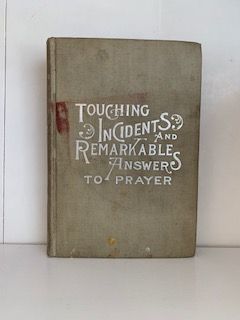 TOUCHING
INCIDENTS AND
REMARKABLE
ANSWERS
TO PRAYER